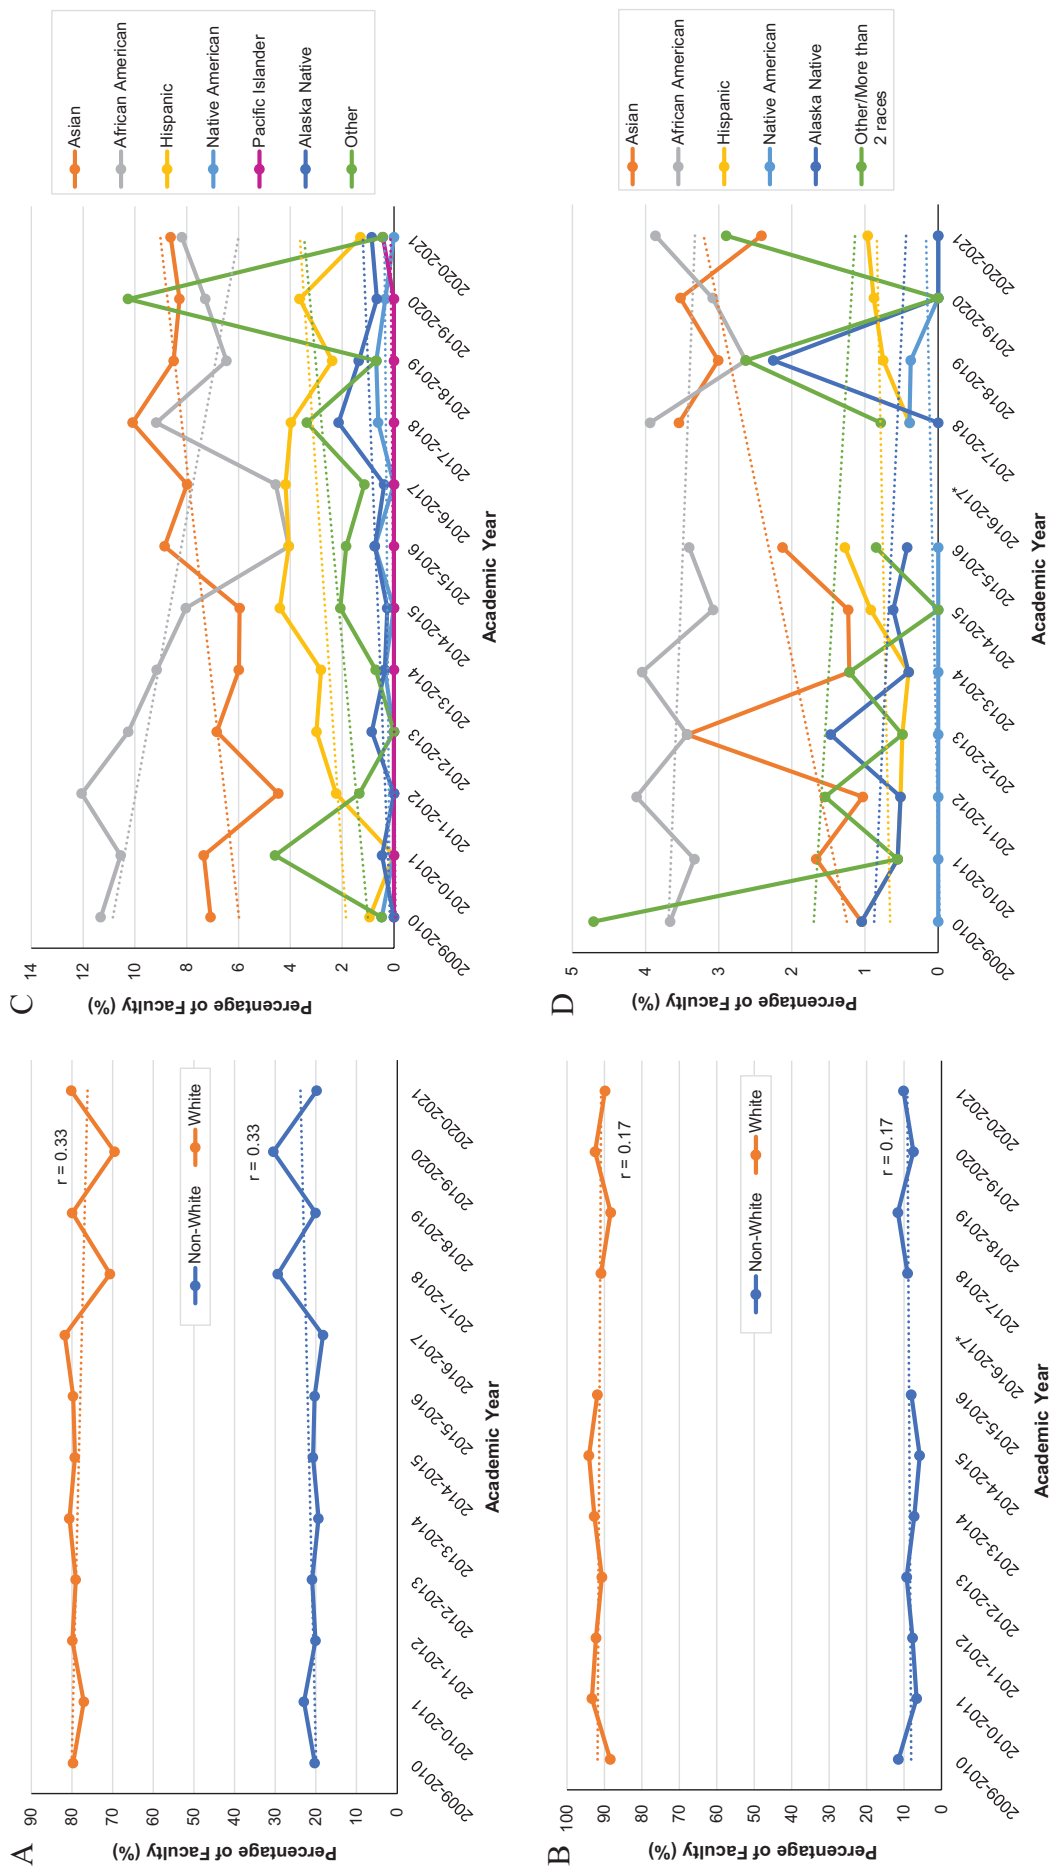 A
90
80
70
60
50
40
30
20
10
0
Percentage of Faculty (%)
r = 0.33
r = 0.33
Non-White
White
2009-2010
2010-2011
2011-2012
2012-2013
2013-2014
2014-2015
2015-2016
2016-2017
2017-2018
2018-2019
2019-2020
2020-2021
Academic Year
C
14
12
10
8
6
4
2
0
Percentage of Faculty (%)
2009-2010
2010-2011
2011-2012
2012-2013
2013-2014
2014-2015
2015-2016
2016-2017
2017-2018
2018-2019
2019-2020
2020-2021
Academic Year
Asian
African American
Hispanic
Native American
Pacific Islander
Alaska Native
Other
B
100
90
80
70
60
50
40
30
20
10
0
Percentage of Faculty (%)
r = 0.17
r = 0.17
Non-White
White
2009-2010
2010-2011
2011-2012
2012-2013
2013-2014
2014-2015
2015-2016
2016-2017*
2017-2018
2018-2019
2019-2020
2020-2021
Academic Year
D
5
4
3
2
1
0
Percentage of Faculty (%)
2009-2010
2010-2011
2011-2012
2012-2013
2013-2014
2014-2015
2015-2016
2016-2017*
2017-2018
2018-2019
2019-2020
2020-2021
Academic Year
Asian
African American
Hispanic
Native American
Alaska Native
Other/More than
2 races